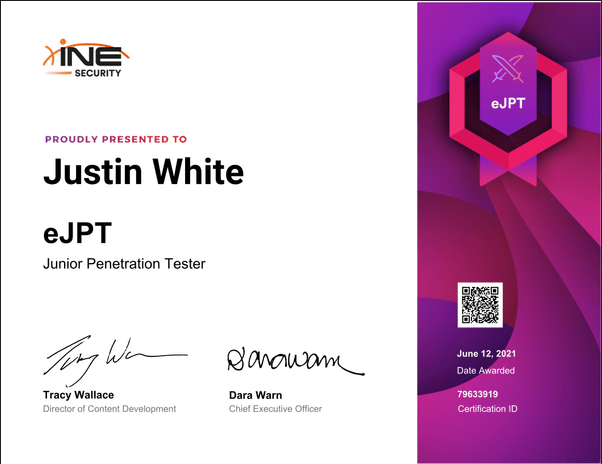 iNE
SECURITY
PROUDLY PRESENTED TO
Justin White
eJPT
Junior Penetration Tester
Tracy Wallace
Director of Content Development
Dara Warn
Chief Executive Officer
eJPT
June 12, 2021
Date Awarded
79633919
Certification ID